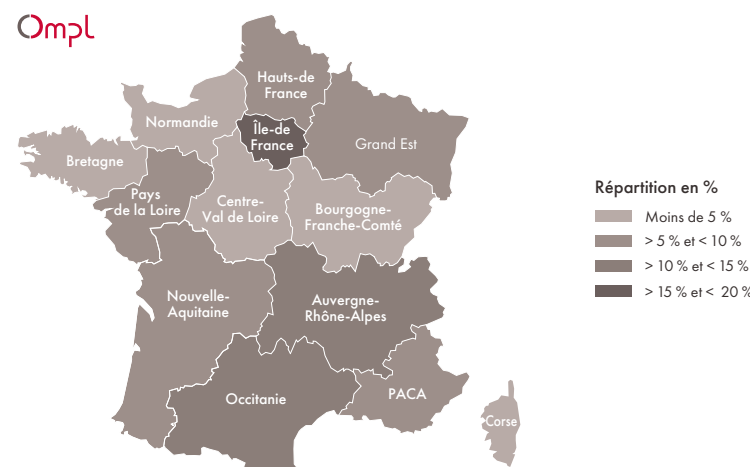 Ompl
Hauts-de
France
Normandie
Île-de
France
Grand Est
Bretagne
Pays
de la Loire
Centre-
Val de Loire
Bourgogne-
Franche-Comté
Répartition en %
Moins de 5 %
> 5 % et < 10 %
> 10 % et < 15 %
> 15 % et < 20 %
Nouvelle-
Aquitaine
Auvergne-
Rhône-Alpes
Occitanie
PACA
Corse